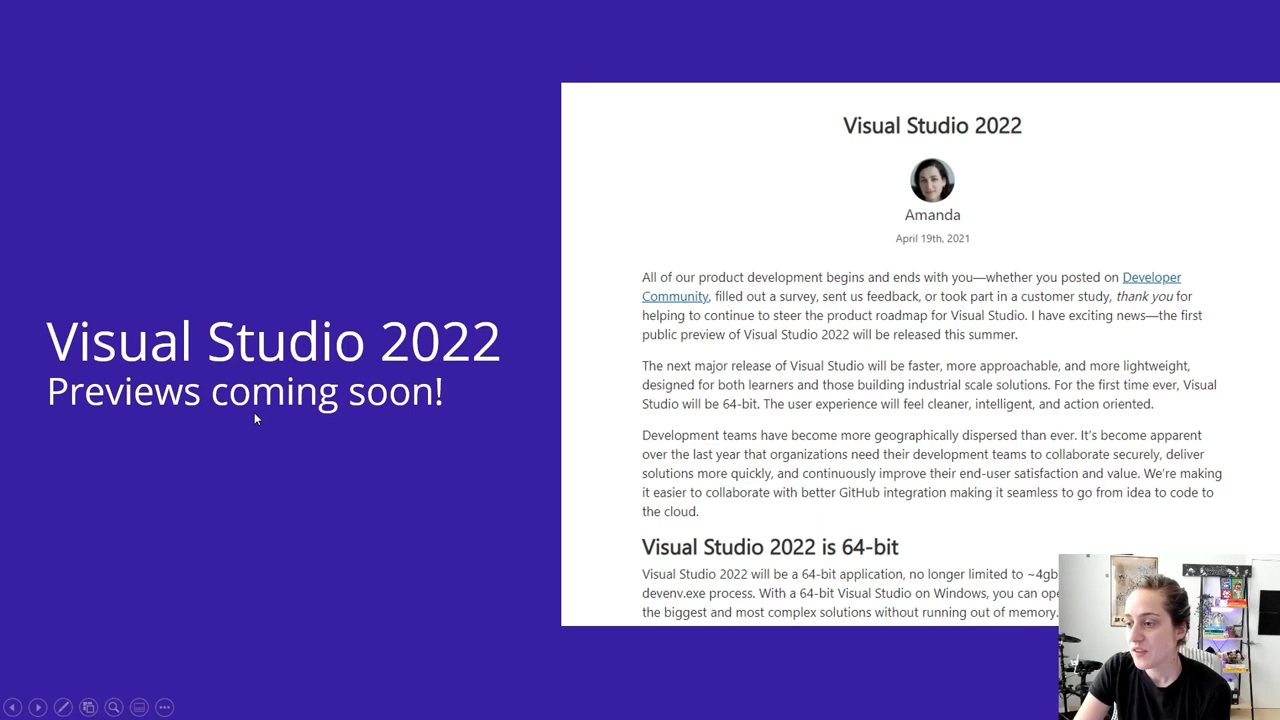 Visual Studio 2022
Previews coming soon!
Visual Studio 2022
Amanda
April 19th, 2021
All of our product development begins and ends with you—whether you posted on Developer
Community, filled out a survey, sent us feedback, or took part in a customer study, thank you for
helping to continue to steer the product roadmap for Visual Studio. I have exciting news—the first
public preview of Visual Studio 2022 will be released this summer.
The next major release of Visual Studio will be faster, more approachable, and more lightweight,
designed for both learners and those building industrial scale solutions. For the first time ever, Visual
Studio will be 64-bit. The user experience will feel cleaner, intelligent, and action oriented.
Development teams have become more geographically dispersed than ever. It's become apparent
over the last year that organizations need their development teams to collaborate securely, deliver
solutions more quickly, and continuously improve their end-user satisfaction and value. We're making
it easier to collaborate with better GitHub integration making it seamless to go from idea to code to
the cloud.
Visual Studio 2022 is 64-bit
Visual Studio 2022 will be a 64-bit application, no longer limited to ~4gb
devenv.exe process. With a 64-bit Visual Studio on Windows, you can ope
the biggest and most complex solutions without running out of memory.